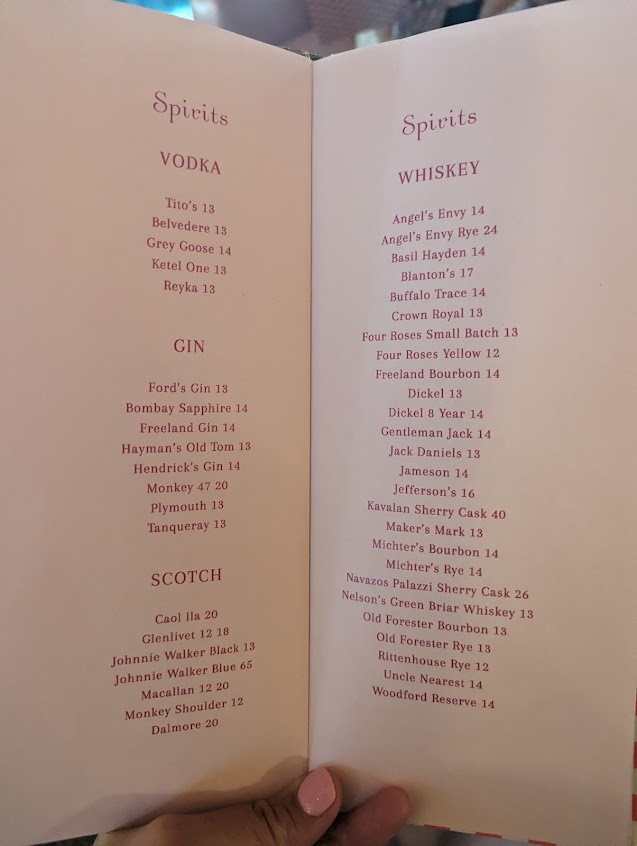 Spirits
VODKA
Tito's 13
Belvedere 13
Grey Goose 14
Ketel One 13
Reyka 13
GIN
Ford's Gin 13
Bombay Sapphire 14
Freeland Gin 14
Hayman's Old Tom 13
Hendrick's Gin 14
Monkey 47 20
Plymouth 13
Tanqueray 13
SCOTCH
Caol Ila 20
Glenlivet 12 18
Johnnie Walker Black 13
Johnnie Walker Blue 65
Macallan 12 20
Monkey Shoulder 12
Dalmore 20
Spirits
WHISKEY
Angel's Envy 14
Angel's Envy Rye 24
Basil Hayden 14
Blanton's 17
Buffalo Trace 14
Crown Royal 13
Four Roses Small Batch 13
Four Roses Yellow 12
Freeland Bourbon 14
Dickel 13
Dickel 8 Year 14
Gentleman Jack 14
Jack Daniels 13
Jameson 14
Jefferson's 16
Kavalan Sherry Cask 40
Maker's Mark 13
Michter's Bourbon 14
Michter's Rye 14
Navazos Palazzi Sherry Cask 26
Nelson's Green Briar Whiskey 13
Old Forester Bourbon 13
Old Forester Rye 13
Rittenhouse Rye 12
Uncle Nearest 14
Woodford Reserve 14